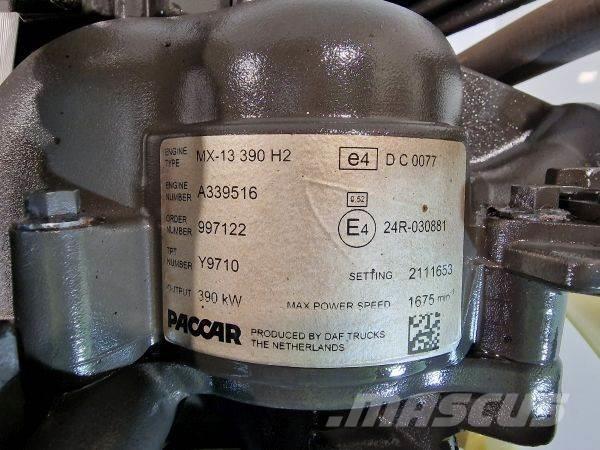 ENGINE TYPE MX-13 390 H2 e4 D C 0077
ENGINE NUMBER A339516 0.52
ORDER NUMBER 997122 E4 24R-030881
TPT NUMBER Y9710 SETTING 2111653
OUTPUT 390 kW MAX POWER SPEED 1675 min⁻¹
PACCAR PRODUCED BY DAF TRUCKS
THE NETHERLANDS
PART OF MASCUS